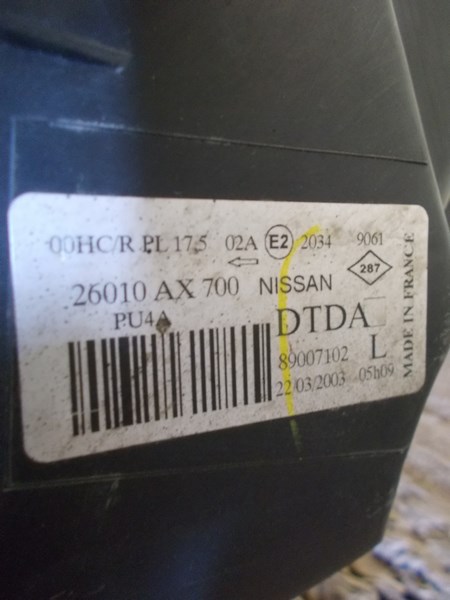 00HC/R PL 17.5 02A E2 2034 9061
26010 AX 700 NISSAN 287
PU4A DTDA
89007102 L
22/03/2003 05h09
MADE IN FRANCE